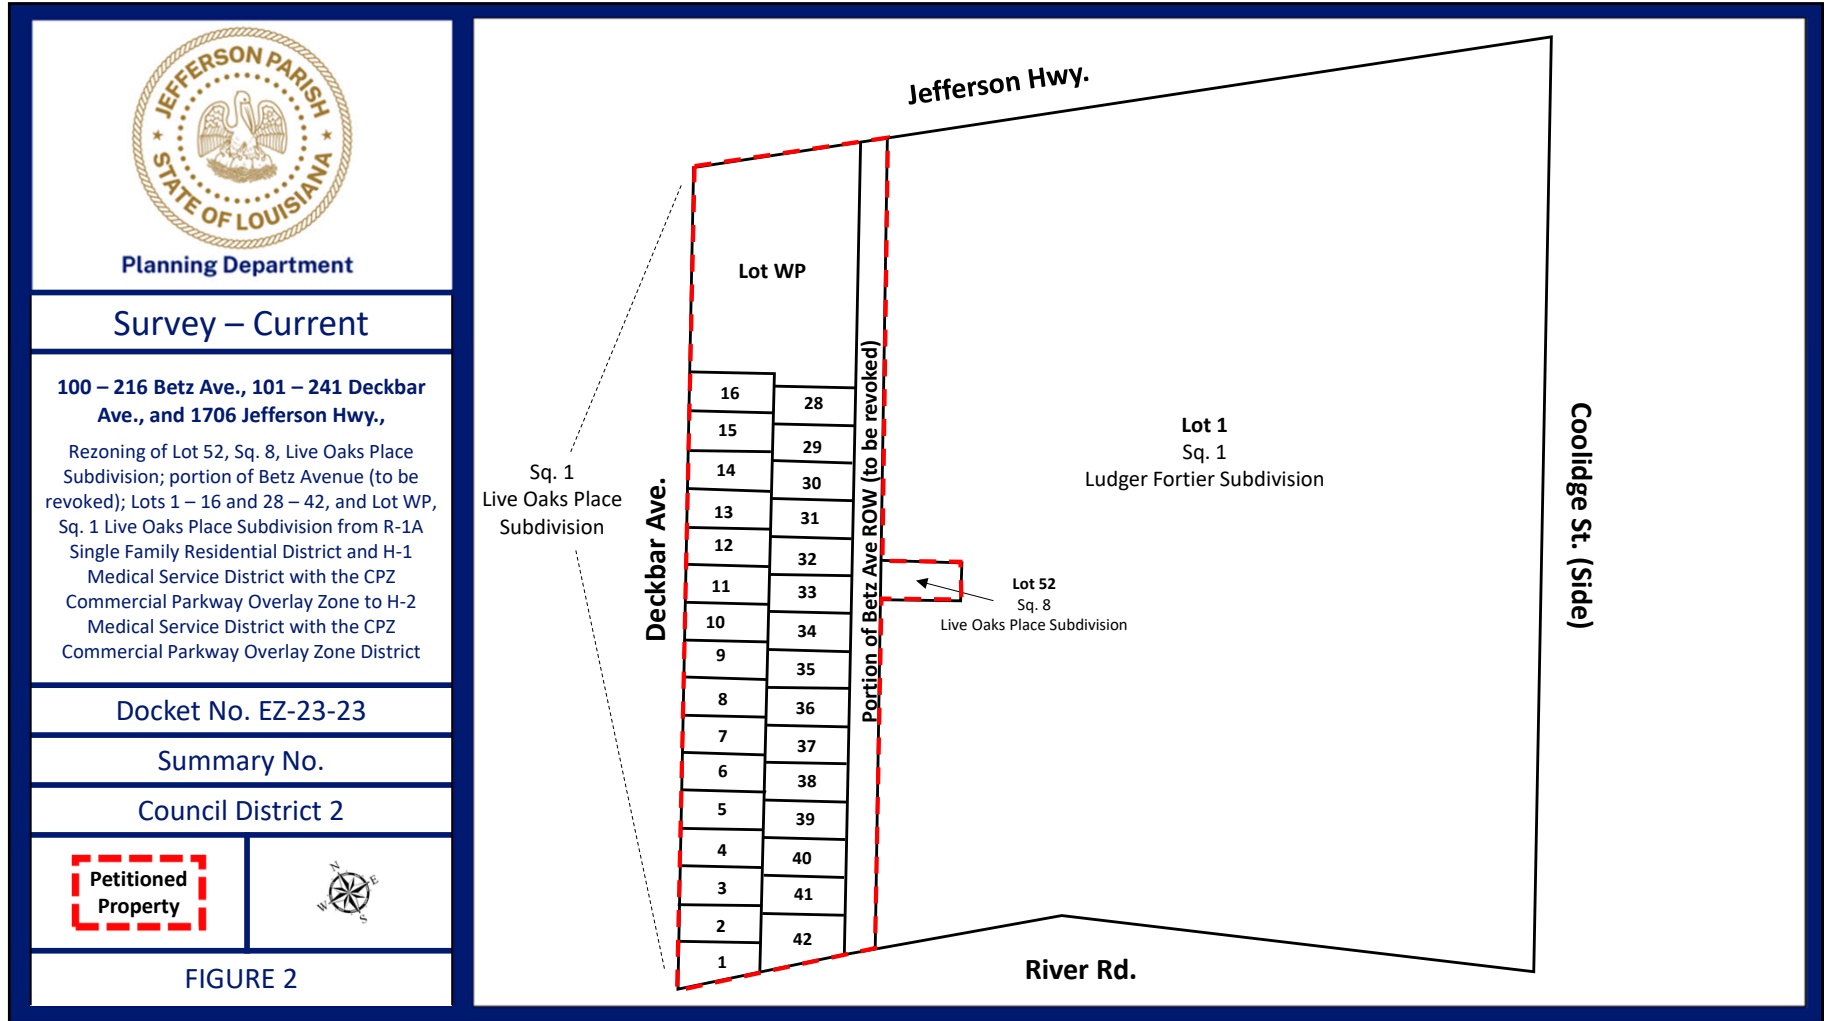 JEFFERSON PARISH
STATE OF LOUISIANA
Planning Department
Survey – Current
100 – 216 Betz Ave., 101 – 241 Deckbar
Ave., and 1706 Jefferson Hwy.,
Rezoning of Lot 52, Sq. 8, Live Oaks Place
Subdivision; portion of Betz Avenue (to be
revoked); Lots 1 – 16 and 28 – 42, and Lot WP,
Sq. 1 Live Oaks Place Subdivision from R-1A
Single Family Residential District and H-1
Medical Service District with the CPZ
Commercial Parkway Overlay Zone to H-2
Medical Service District with the CPZ
Commercial Parkway Overlay Zone District
Docket No. EZ-23-23
Summary No.
Council District 2
Petitioned
Property
N
E
W
S
FIGURE 2
Jefferson Hwy.
Lot WP
Sq. 1
Live Oaks Place
Subdivision
Deckbar Ave.
16
15
14
13
12
11
10
9
8
7
6
5
4
3
2
1
28
29
30
31
32
33
34
35
36
37
38
39
40
41
42
Portion of Betz Ave ROW (to be revoked)
Lot 52
Sq. 8
Live Oaks Place Subdivision
Lot 1
Sq. 1
Ludger Fortier Subdivision
Coolidge St. (Side)
River Rd.